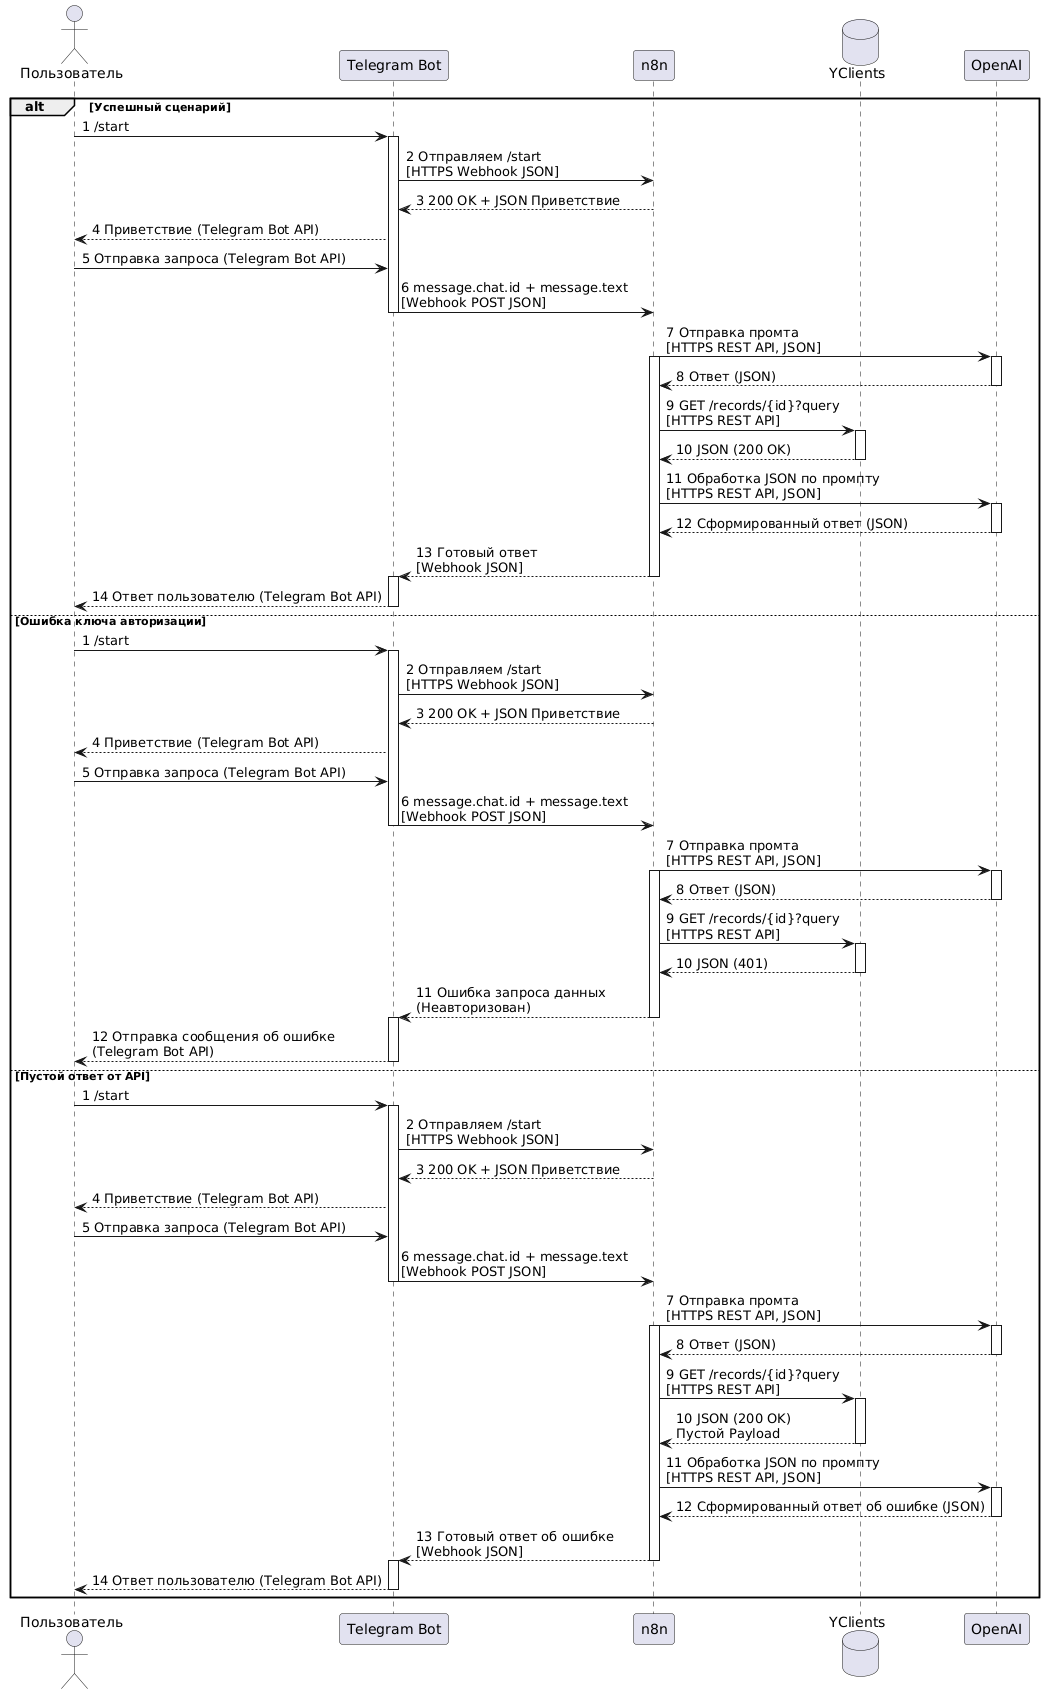 Пользователь
Telegram Bot
n8n
YClients
OpenAI
alt
[Успешный сценарий]
1 /start
2 Отправляем /start
[HTTPS Webhook JSON]
3 200 OK + JSON Приветствие
4 Приветствие (Telegram Bot API)
5 Отправка запроса (Telegram Bot API)
6 message.chat.id + message.text
[Webhook POST JSON]
7 Отправка промта
[HTTPS REST API, JSON]
8 Ответ (JSON)
9 GET /records/{id}?query
[HTTPS REST API]
10 JSON (200 OK)
11 Обработка JSON по промпту
[HTTPS REST API, JSON]
12 Сформированный ответ (JSON)
13 Готовый ответ
[Webhook JSON]
14 Ответ пользователю (Telegram Bot API)
[Ошибка ключа авторизации]
1 /start
2 Отправляем /start
[HTTPS Webhook JSON]
3 200 OK + JSON Приветствие
4 Приветствие (Telegram Bot API)
5 Отправка запроса (Telegram Bot API)
6 message.chat.id + message.text
[Webhook POST JSON]
7 Отправка промта
[HTTPS REST API, JSON]
8 Ответ (JSON)
9 GET /records/{id}?query
[HTTPS REST API]
10 JSON (401)
11 Ошибка запроса данных
(Неавторизован)
12 Отправка сообщения об ошибке
(Telegram Bot API)
[Пустой ответ от API]
1 /start
2 Отправляем /start
[HTTPS Webhook JSON]
3 200 OK + JSON Приветствие
4 Приветствие (Telegram Bot API)
5 Отправка запроса (Telegram Bot API)
6 message.chat.id + message.text
[Webhook POST JSON]
7 Отправка промта
[HTTPS REST API, JSON]
8 Ответ (JSON)
9 GET /records/{id}?query
[HTTPS REST API]
10 JSON (200 OK)
Пустой Payload
11 Обработка JSON по промпту
[HTTPS REST API, JSON]
12 Сформированный ответ об ошибке (JSON)
13 Готовый ответ об ошибке
[Webhook JSON]
14 Ответ пользователю (Telegram Bot API)
Пользователь
Telegram Bot
n8n
YClients
OpenAI